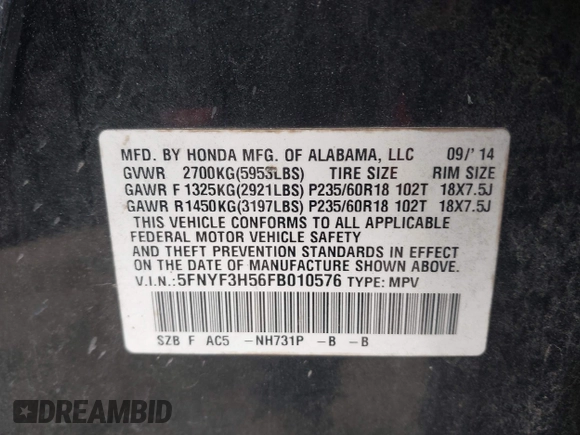 MFD. BY HONDA MFG. OF ALABAMA, LLC 09/'14
GVWR 2700KG(5953LBS) TIRE SIZE RIM SIZE
GAWR F 1325KG(2921LBS) P235/60R18 102T 18X7.5J
GAWR R1450KG(3197LBS) P235/60R18 102T 18X7.5J
THIS VEHICLE CONFORMS TO ALL APPLICABLE
FEDERAL MOTOR VEHICLE SAFETY
AND THEFT PREVENTION STANDARDS IN EFFECT
ON THE DATE OF MANUFACTURE SHOWN ABOVE.
V.I.N.:5FNYF3H56FB010576 TYPE: MPV
SZB F AC5 -NH731P -B -B
DREAMBID